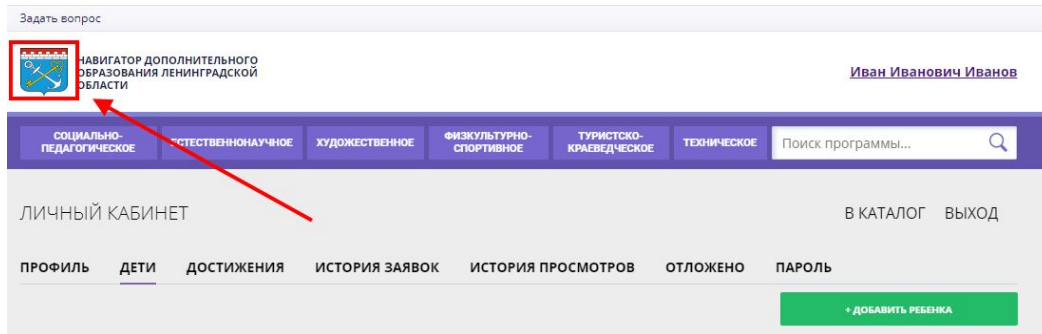 Задать вопрос
НАВИГАТОР ДОПОЛНИТЕЛЬНОГО
ОБРАЗОВАНИЯ ЛЕНИНГРАДСКОЙ
ОБЛАСТИ
Иван Иванович Иванов
СОЦИАЛЬНО-
ПЕДАГОГИЧЕСКОЕ
ЕСТЕСТВЕННОНАУЧНОЕ
ХУДОЖЕСТВЕННОЕ
ФИЗКУЛЬТУРНО-
СПОРТИВНОЕ
ТУРИСТСКО-
КРАЕВЕДЧЕСКОЕ
ТЕХНИЧЕСКОЕ
Поиск программы...
ЛИЧНЫЙ КАБИНЕТ
В КАТАЛОГ ВЫХОД
ПРОФИЛЬ ДЕТИ ДОСТИЖЕНИЯ ИСТОРИЯ ЗАЯВОК ИСТОРИЯ ПРОСМОТРОВ ОТЛОЖЕНО ПАРОЛЬ
+ ДОБАВИТЬ РЕБЕНКА